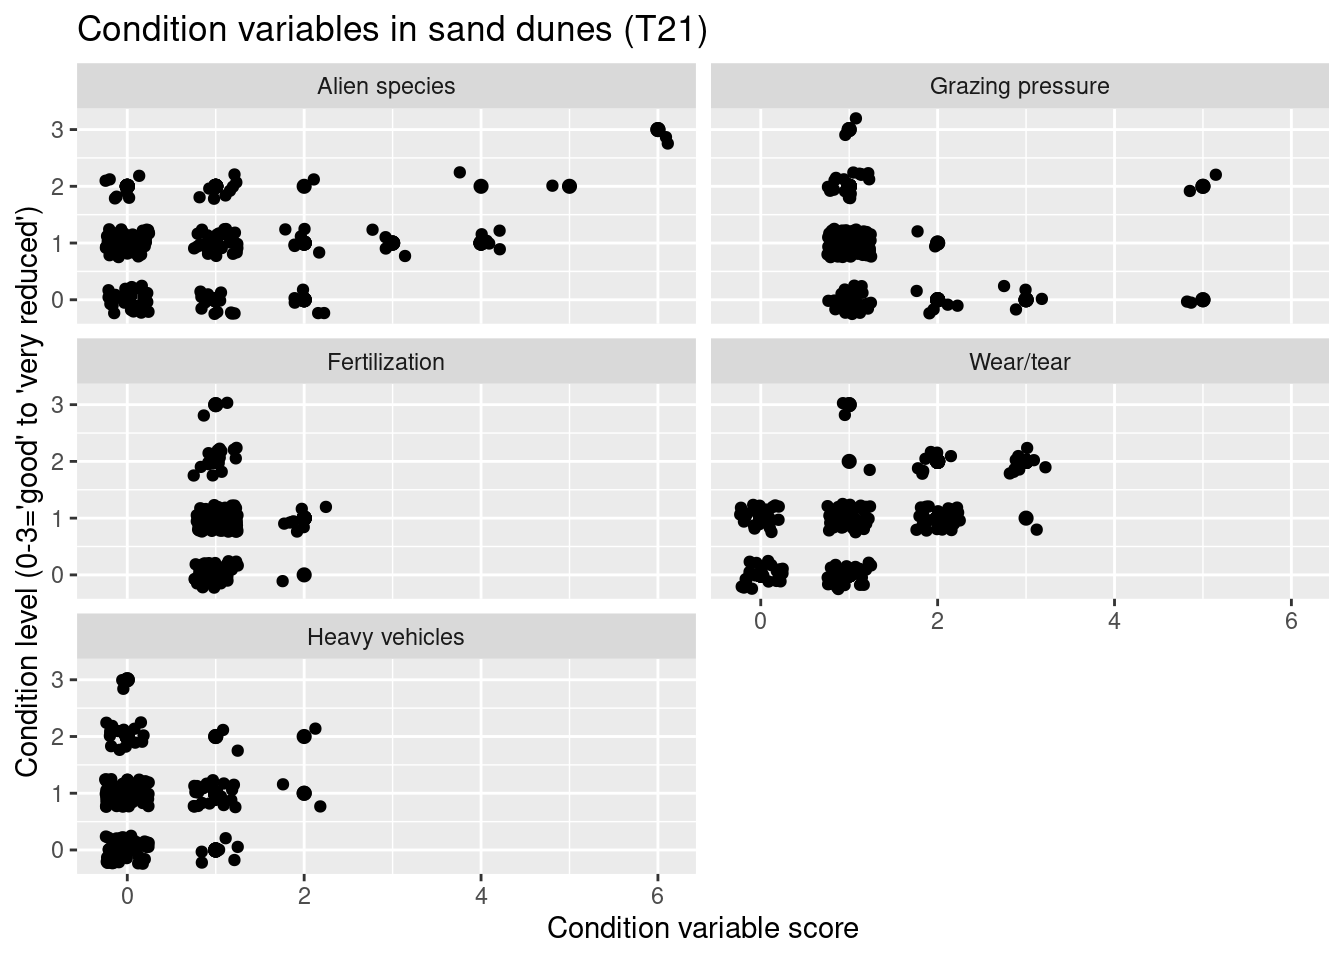 Condition variables in sand dunes (T21)
Condition level (0-3='good' to 'very reduced')
Alien species
3
2
1
0
Grazing pressure
Fertilization
3
2
1
0
Wear/tear
0 2 4 6
Heavy vehicles
3
2
1
0
0 2 4 6
Condition variable score